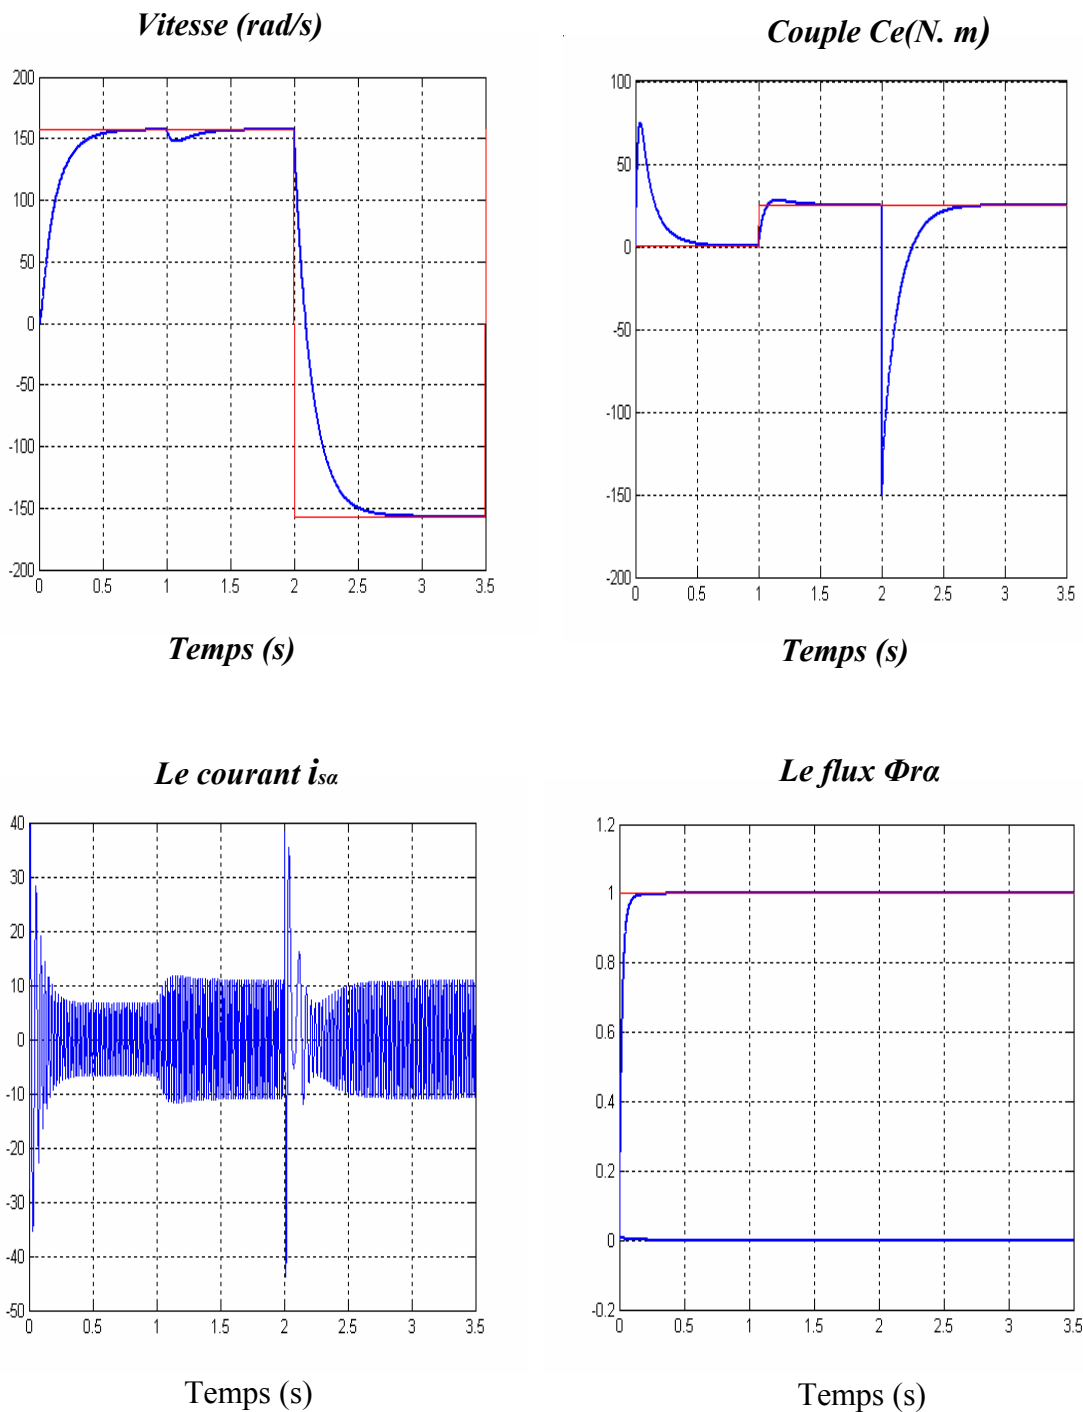 Vitesse (rad/s)
Couple Ce(N. m)
200
150
100
50
0
-50
-100
-150
-200
0 0.5 1 1.5 2 2.5 3 3.5
100
50
0
-50
-100
-150
-200
0 0.5 1 1.5 2 2.5 3 3.5
Temps (s)
Temps (s)
Le courant isα
Le flux Φrα
40
30
20
10
0
-10
-20
-30
-40
-50
0 0.5 1 1.5 2 2.5 3 3.5
1.2
1
0.8
0.6
0.4
0.2
0
-0.2
0 0.5 1 1.5 2 2.5 3 3.5
Temps (s)
Temps (s)